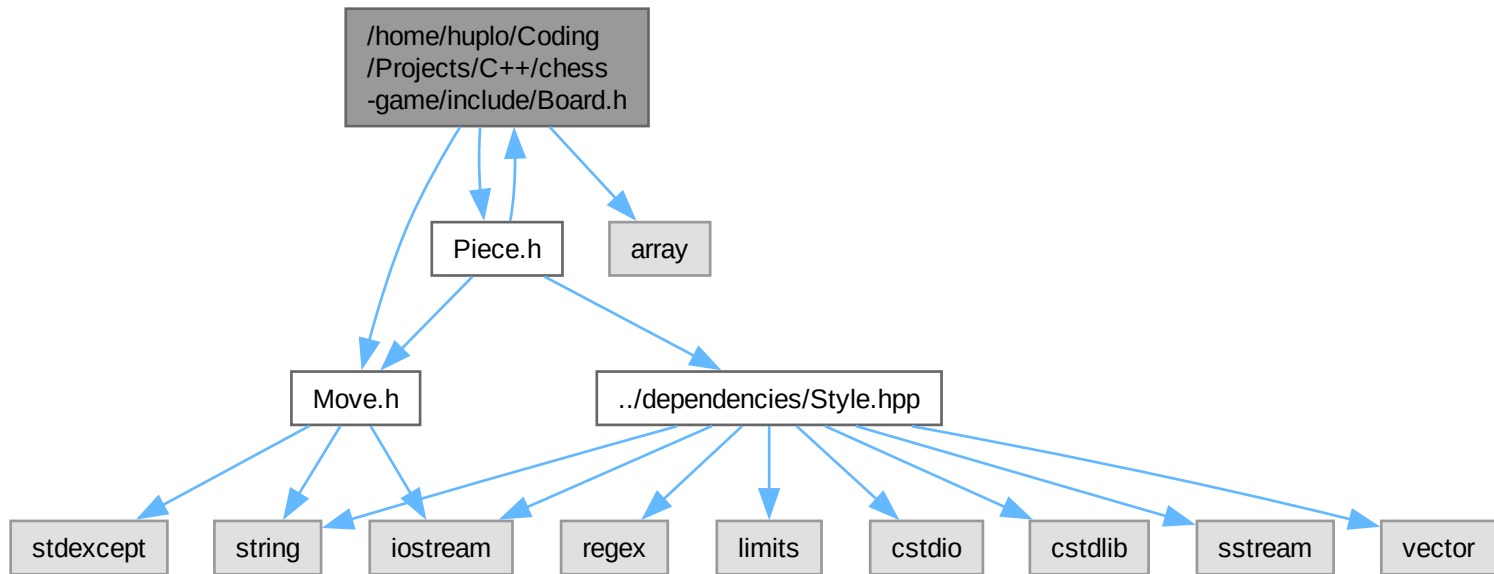 /home/huplo/Coding
/Projects/C++/chess
-game/include/Board.h
Piece.h
array
Move.h
../dependencies/Style.hpp
stdexcept
string
iostream
regex
limits
cstdio
cstdlib
sstream
vector